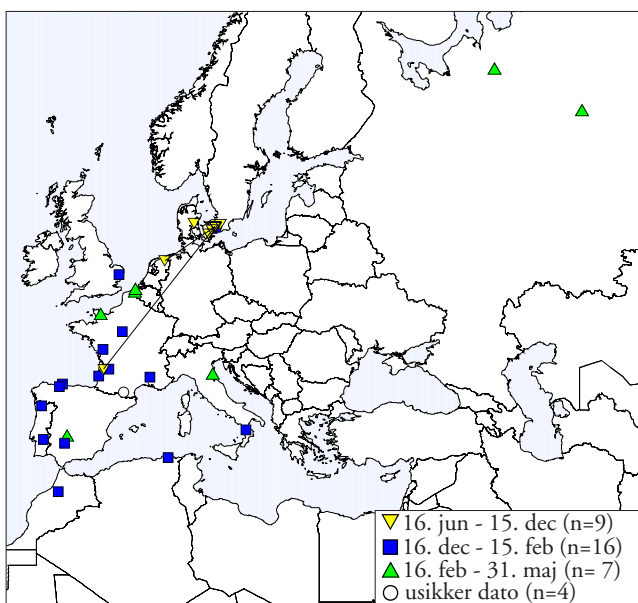 16. jun - 15. dec (n=9)
16. dec - 15. feb (n=16)
16. feb - 31. maj (n= 7)
usikker dato (n=4)